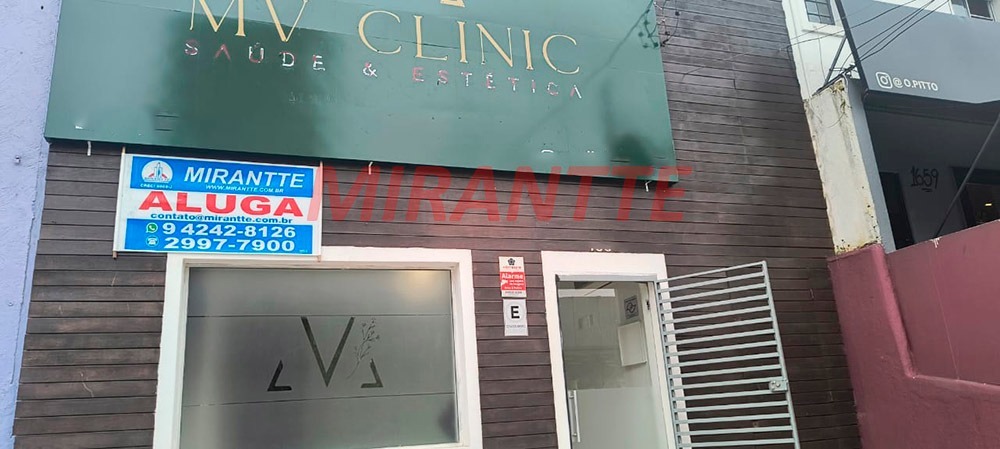 MV CLINIC
SAÚDE & ESTÉTICA
@O.PITTO
MIRANTTE
WWW.MIRANTTE.COM.BR
ALUGA
contato@mirantte.com.br
9 4242-8126
2997-7900
MIRANTTE
1659
Alarme
E